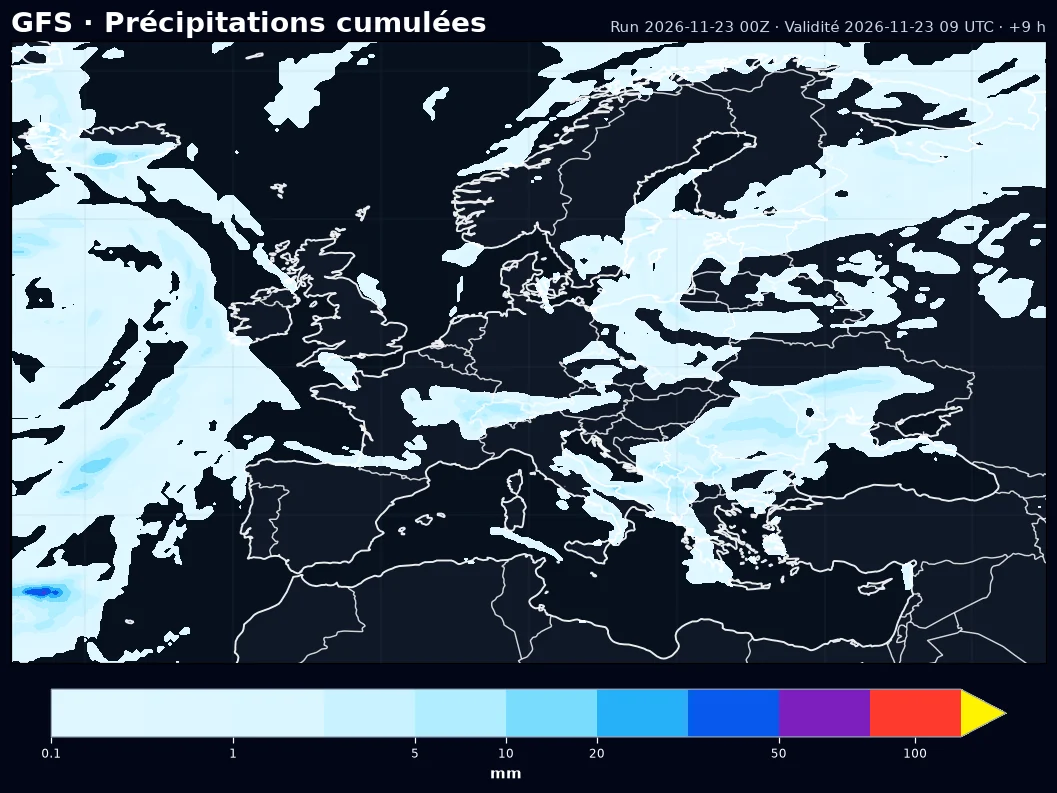 GFS · Précipitations cumulées
Run 2026-11-23 00Z · Validité 2026-11-23 09 UTC · +9 h
0.1 1 5 10 20 50 100
mm